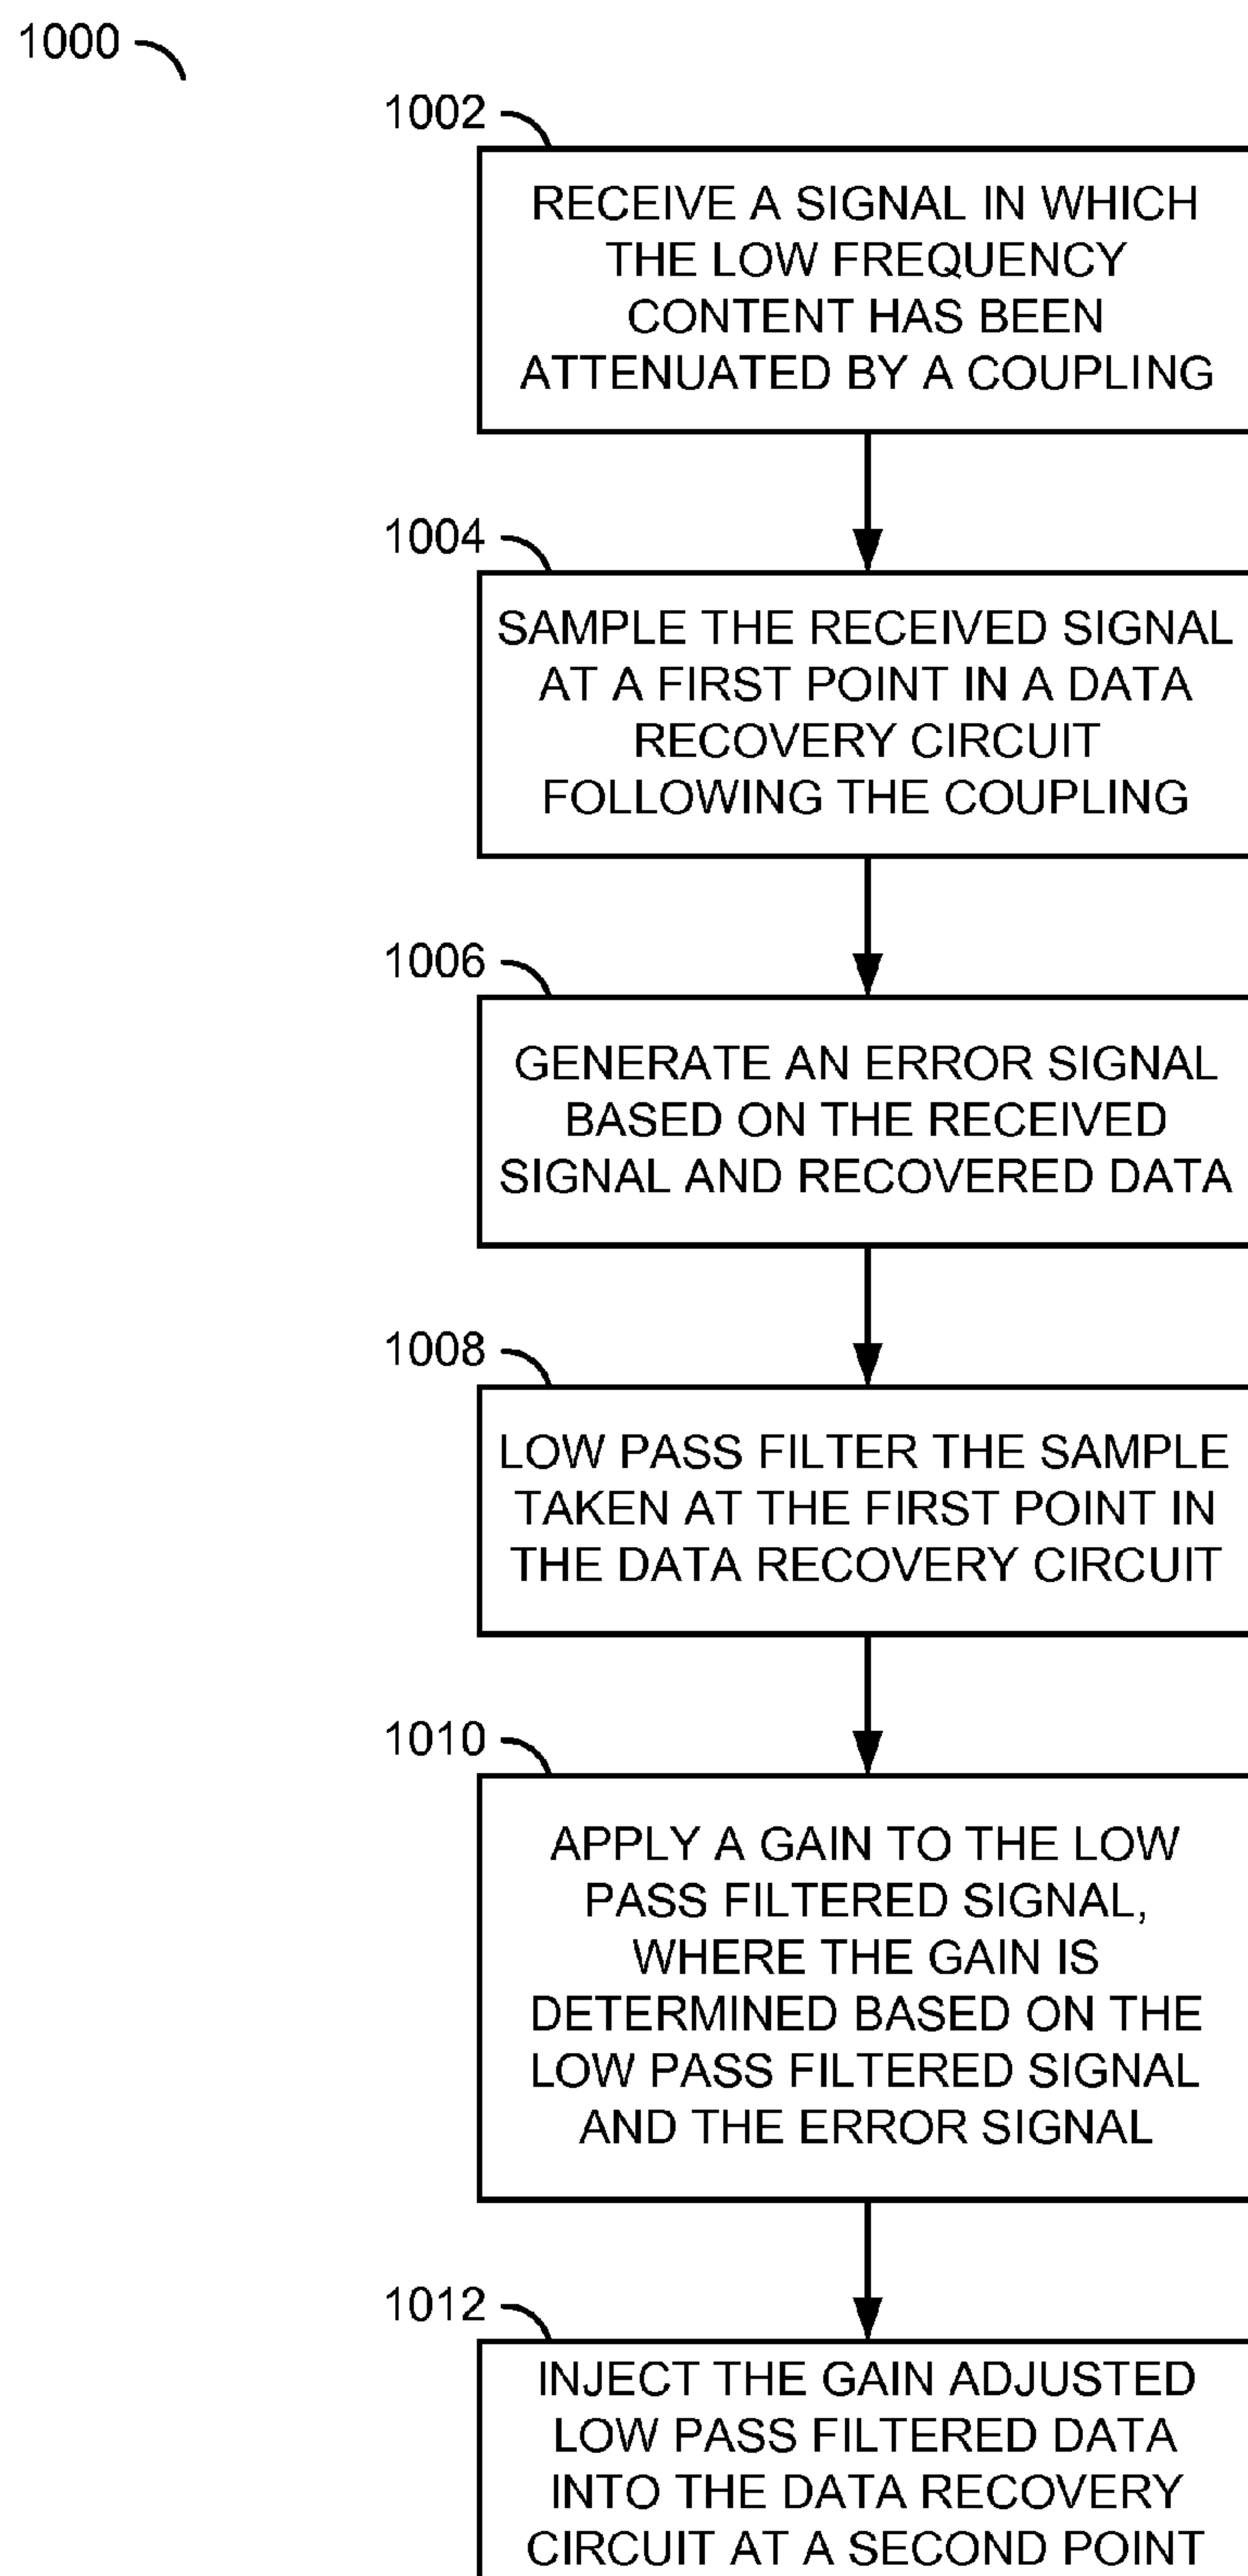 1000
1002
RECEIVE A SIGNAL IN WHICH
THE LOW FREQUENCY
CONTENT HAS BEEN
ATTENUATED BY A COUPLING
1004
SAMPLE THE RECEIVED SIGNAL
AT A FIRST POINT IN A DATA
RECOVERY CIRCUIT
FOLLOWING THE COUPLING
1006
GENERATE AN ERROR SIGNAL
BASED ON THE RECEIVED
SIGNAL AND RECOVERED DATA
1008
LOW PASS FILTER THE SAMPLE
TAKEN AT THE FIRST POINT IN
THE DATA RECOVERY CIRCUIT
1010
APPLY A GAIN TO THE LOW
PASS FILTERED SIGNAL,
WHERE THE GAIN IS
DETERMINED BASED ON THE
LOW PASS FILTERED SIGNAL
AND THE ERROR SIGNAL
1012
INJECT THE GAIN ADJUSTED
LOW PASS FILTERED DATA
INTO THE DATA RECOVERY
CIRCUIT AT A SECOND POINT